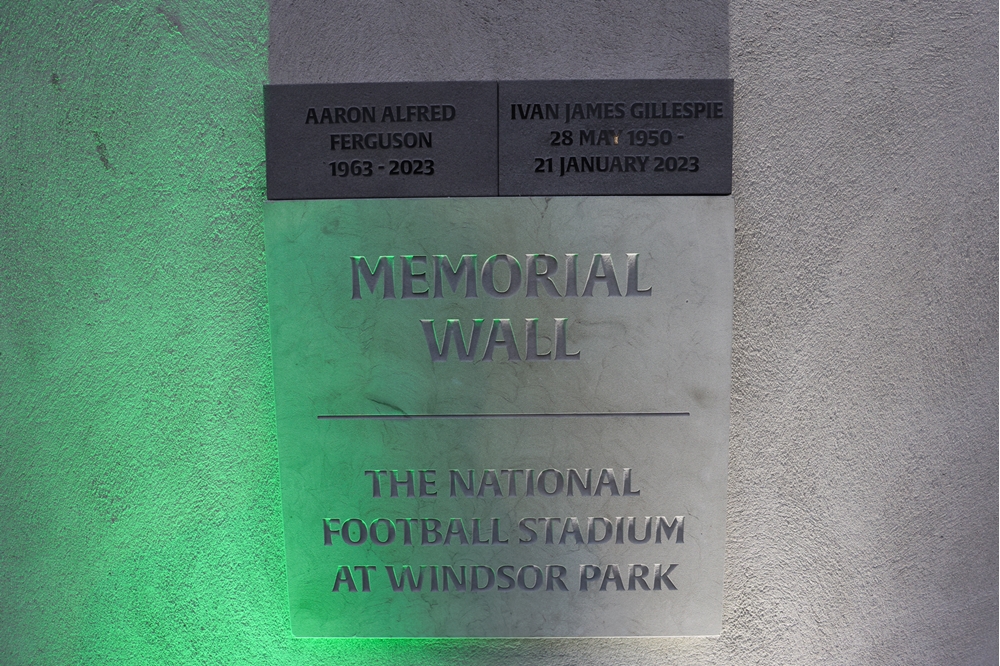 AARON ALFRED
FERGUSON
1963 - 2023
IVAN JAMES GILLESPIE
28 MAY 1950 -
21 JANUARY 2023
MEMORIAL
WALL
THE NATIONAL
FOOTBALL STADIUM
AT WINDSOR PARK